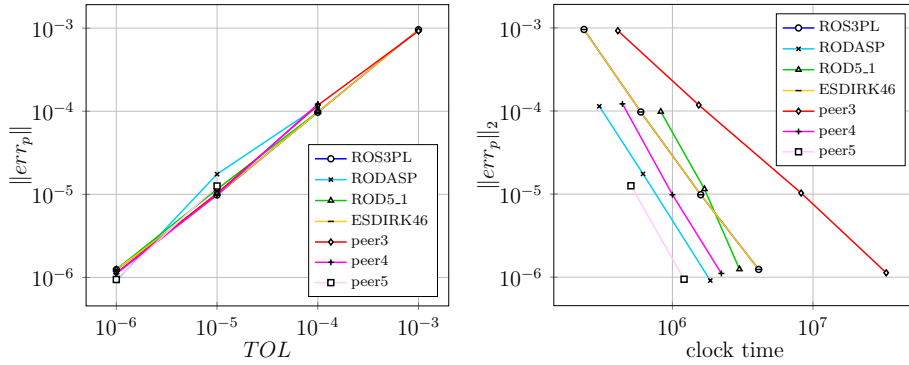 10^{-3}
10^{-4}
10^{-5}
10^{-6}
||err_p||
10^{-6} 10^{-5} 10^{-4} 10^{-3}
TOL
ROS3PL
RODASP
ROD5_1
ESDIRK46
peer3
peer4
peer5
10^{-3}
10^{-4}
10^{-5}
10^{-6}
||err_p||_2
10^6 10^7
clock time
ROS3PL
RODASP
ROD5_1
ESDIRK46
peer3
peer4
peer5